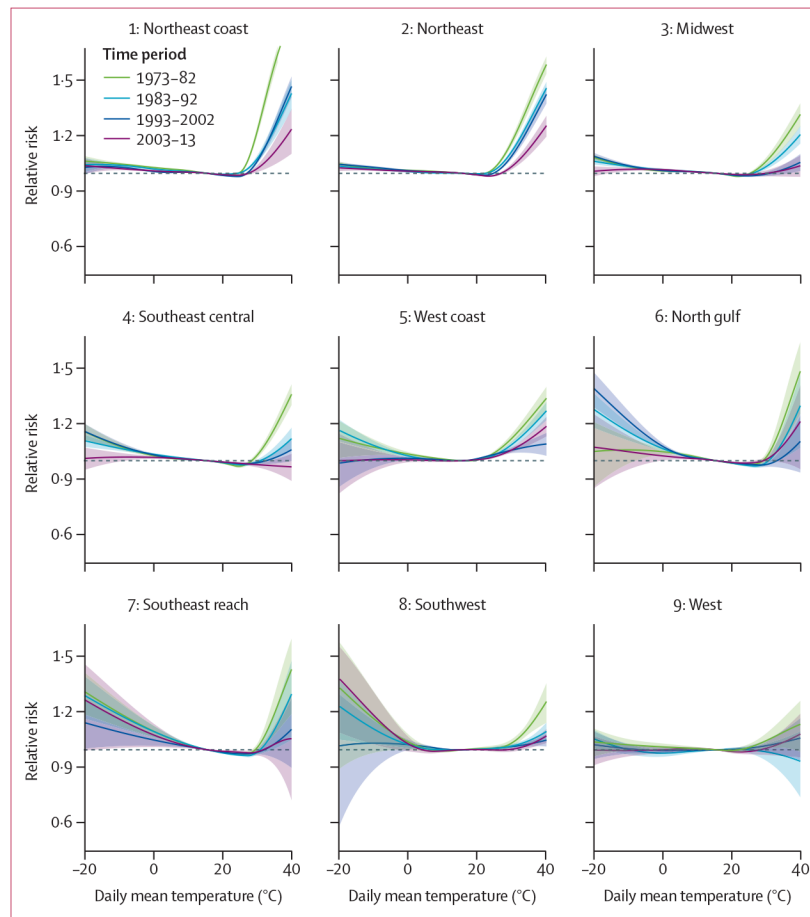 1: Northeast coast
2: Northeast
3: Midwest
Time period
1973–82
1983–92
1993–2002
2003–13
Relative risk
1·5
1·2
0·9
0·6
4: Southeast central
5: West coast
6: North gulf
Relative risk
1·5
1·2
0·9
0·6
7: Southeast reach
8: Southwest
9: West
Relative risk
1·5
1·2
0·9
0·6
–20 0 20 40
–20 0 20 40
–20 0 20 40
Daily mean temperature (°C)
Daily mean temperature (°C)
Daily mean temperature (°C)